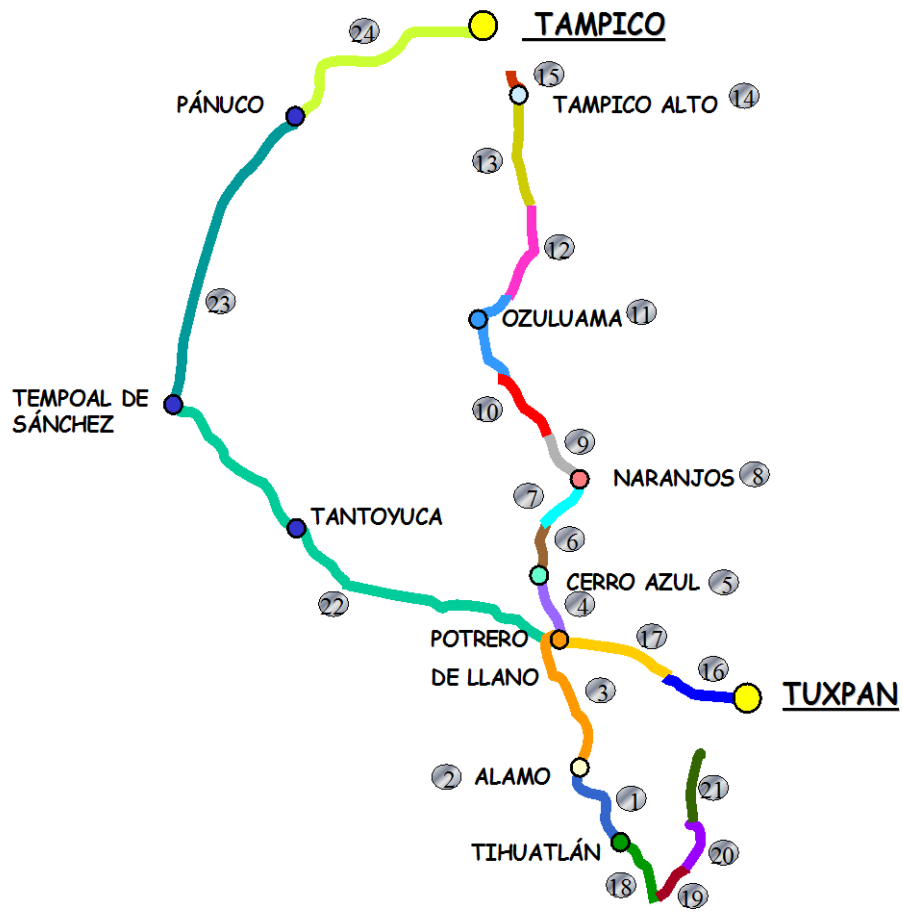 24
TAMPICO
15
TAMPICO ALTO 14
PÁNUCO
13
12
23
OZULUAMA 11
TEMPOAL DE
SÁNCHEZ
10
9
NARANJOS 8
7
TANTOYUCA
6
CERRO AZUL 5
22
4
POTRERO
DE LLANO
17
16
3
TUXPAN
2 ALAMO
1
21
TIHUATLÁN
20
18
19